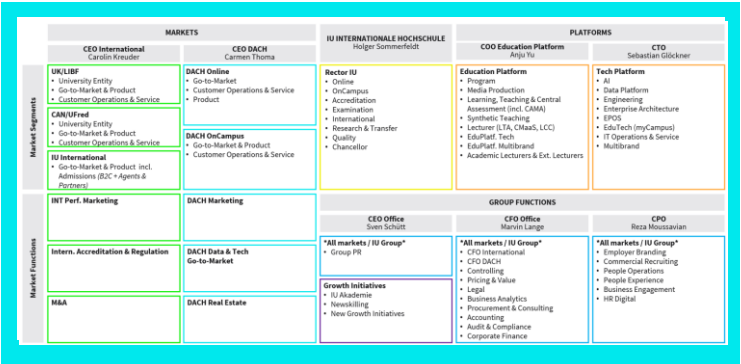 MARKETS
IU INTERNATIONALE HOCHSCHULE
Holger Sommerfeldt
PLATFORMS
CEO International
Carolin Kreuder
CEO DACH
Carmen Thoma
COO Education Platform
Anju Yu
CTO
Sebastian Glöckner
Market Segments
UK/LIBF
• University Entity
• Go-to-Market & Product
• Customer Operations & Service
CAN/UFred
• University Entity
• Go-to-Market & Product
• Customer Operations & Service
IU International
• Go-to-Market & Product incl.
Admissions (B2C + Agents &
Partners)
DACH Online
• Go-to-Market
• Customer Operations & Service
• Product
DACH OnCampus
• Go-to-Market & Product
• Customer Operations & Service
Rector IU
• Online
• OnCampus
• Accreditation
• Examination
• International
• Research & Transfer
• Quality
• Chancellor
Education Platform
• Program
• Media Production
• Learning, Teaching & Central
Assessment (incl. CAMA)
• Synthetic Teaching
• Lecturer (LTA, CMaaS, LCC)
• EduPlatf. Tech
• EduPlatf. Multibrand
• Academic Lecturers & Ext. Lecturers
Tech Platform
• AI
• Data Platform
• Engineering
• Enterprise Architecture
• EPOS
• EduTech (myCampus)
• IT Operations & Service
• Multibrand
Market Functions
INT Perf. Marketing
Intern. Accreditation & Regulation
M&A
DACH Marketing
DACH Data & Tech
Go-to-Market
DACH Real Estate
GROUP FUNCTIONS
CEO Office
Sven Schütt
CFO Office
Marvin Lange
CPO
Reza Moussavian
*All markets / IU Group*
• Group PR
Growth Initiatives
• IU Akademie
• Newskilling
• New Growth Initiatives
*All markets / IU Group*
• CFO International
• CFO DACH
• Controlling
• Pricing & Value
• Legal
• Business Analytics
• Procurement & Consulting
• Accounting
• Audit & Compliance
• Corporate Finance
*All markets / IU Group*
• Employer Branding
• Commercial Recruiting
• People Operations
• People Experience
• Business Engagement
• HR Digital